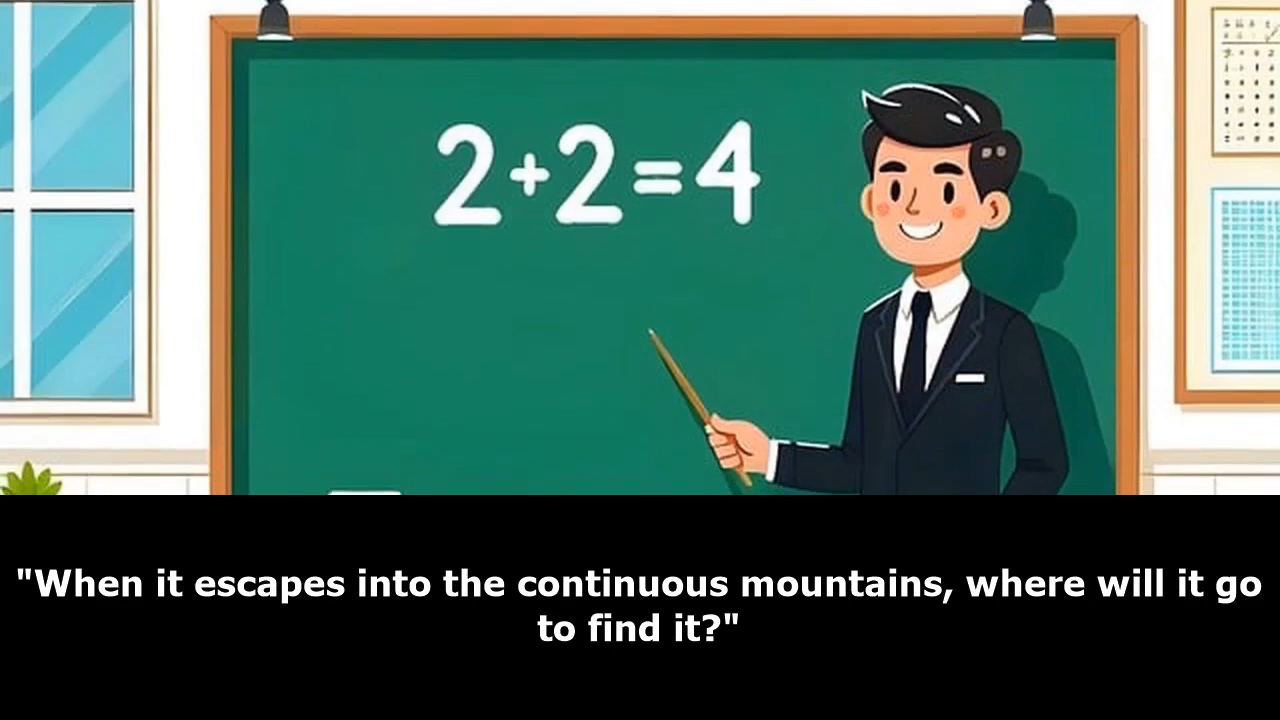 2+2=4
"When it escapes into the continuous mountains, where will it go
to find it?"